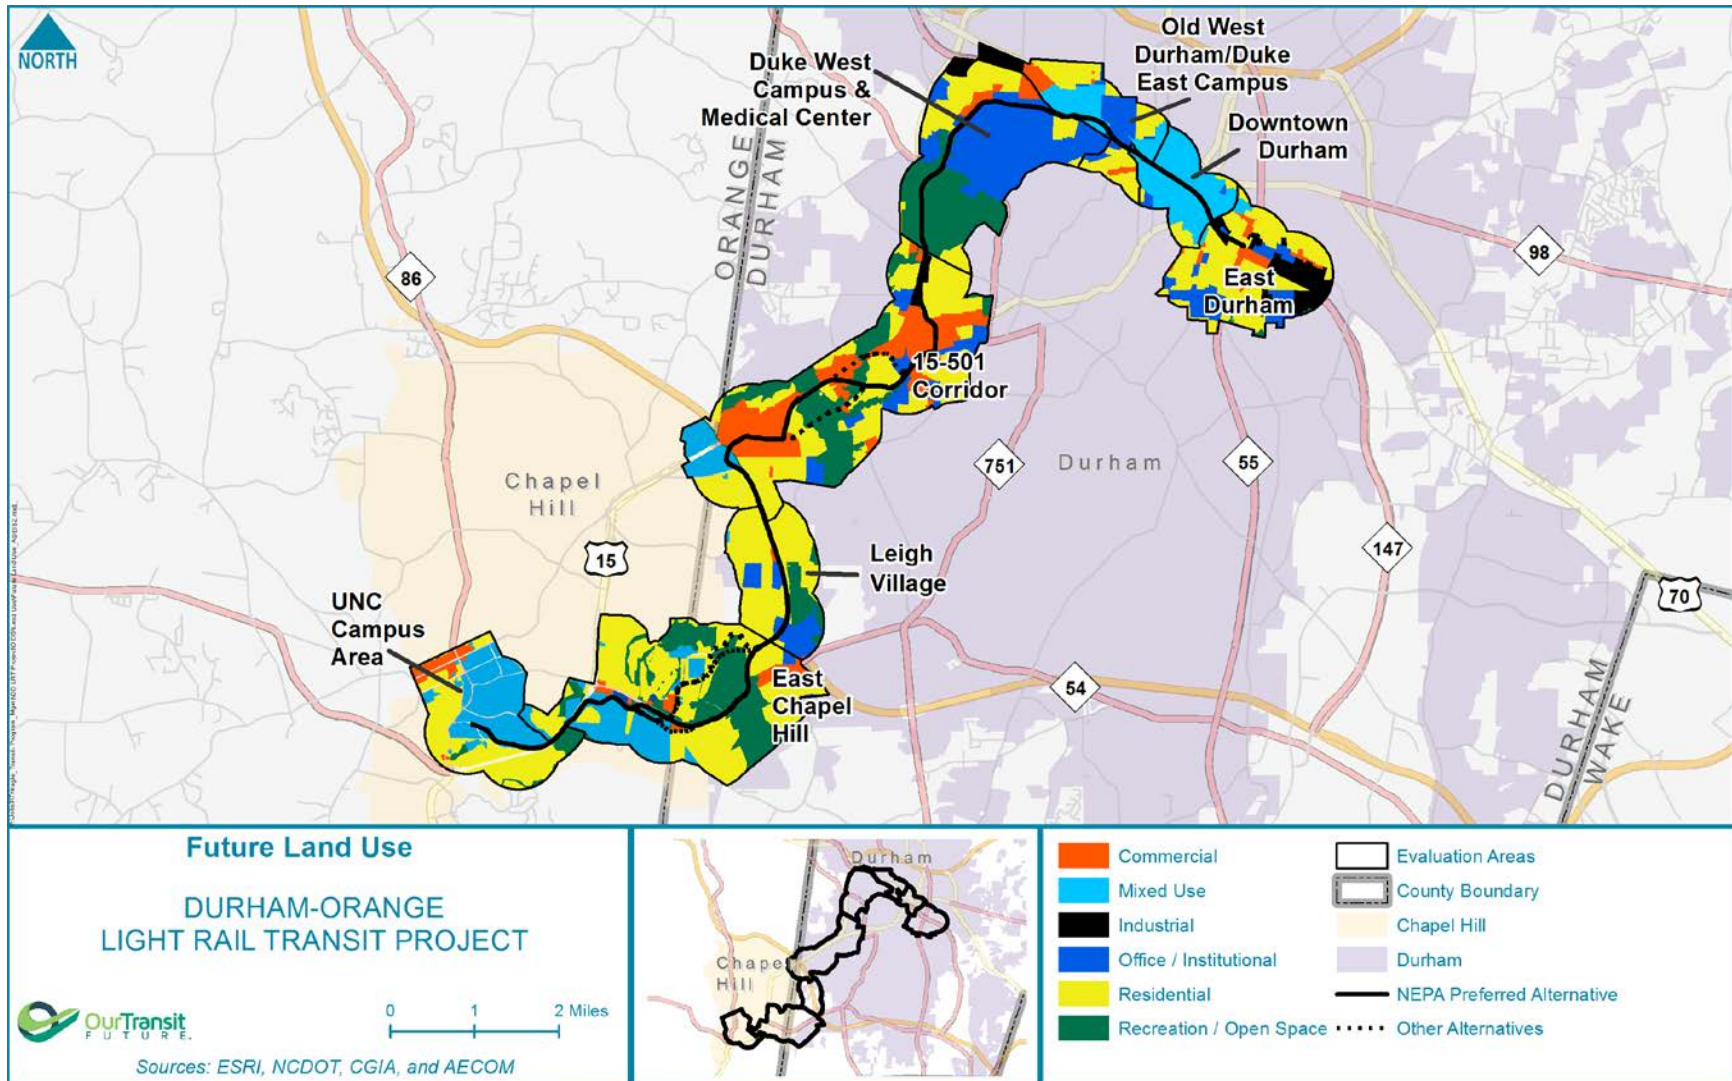 NORTH
Duke West
Campus &
Medical Center
Old West
Durham/Duke
East Campus
Downtown
Durham
ORANGE
DURHAM
86
98
East
Durham
15-501
Corridor
Chapel
Hill
751
Durham
55
15
Leigh
Village
147
70
UNC
Campus
Area
East
Chapel
Hill
54
DURHAM
WAKE
Future Land Use
DURHAM-ORANGE
LIGHT RAIL TRANSIT PROJECT
OurTransit
FUTURE.
0 1 2 Miles
Sources: ESRI, NCDOT, CGIA, and AECOM
Durham
Chapel
Hill
Commercial
Mixed Use
Industrial
Office / Institutional
Residential
Recreation / Open Space
Evaluation Areas
County Boundary
Chapel Hill
Durham
NEPA Preferred Alternative
Other Alternatives